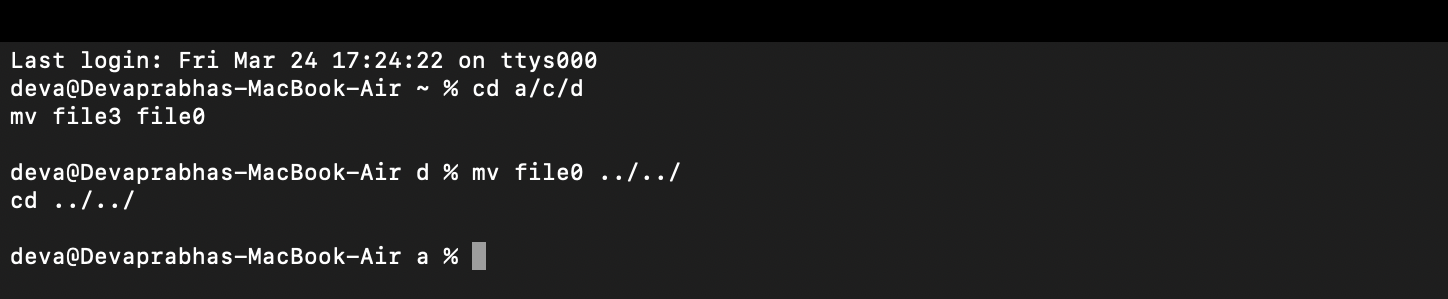 Last login: Fri Mar 24 17:24:22 on ttys000
deva@Devaprabhas-MacBook-Air ~ % cd a/c/d
mv file3 file0
deva@Devaprabhas-MacBook-Air d % mv file0 ../../
cd ../../
deva@Devaprabhas-MacBook-Air a %